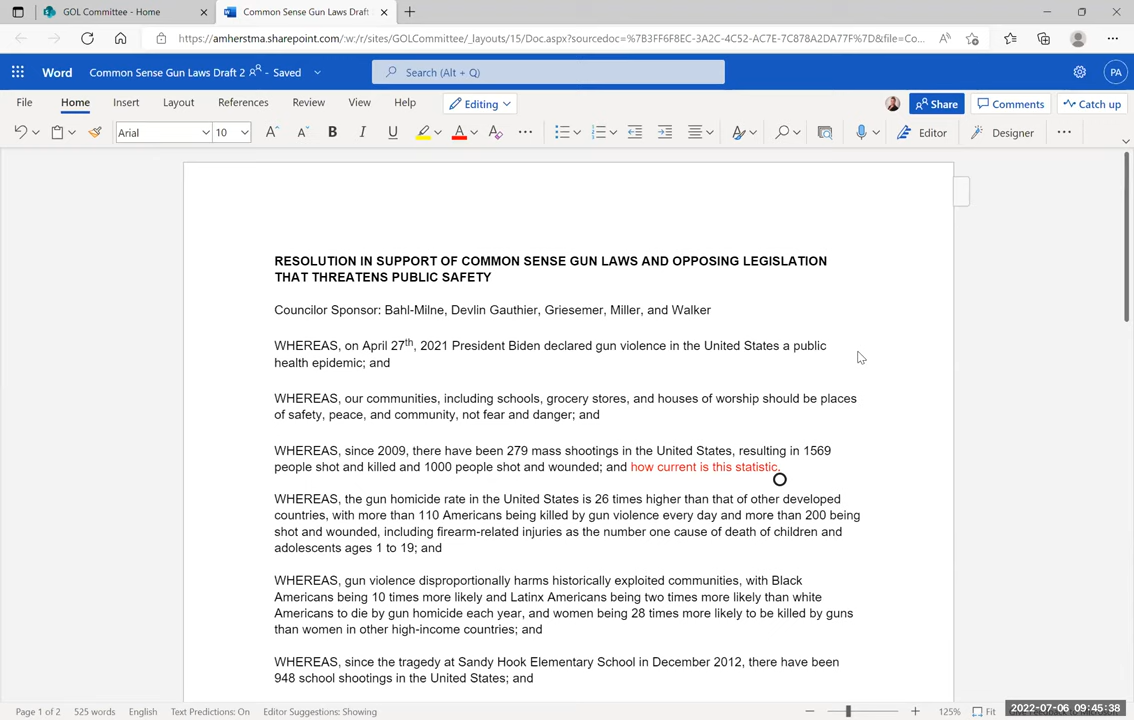 GOL Committee - Home
Common Sense Gun Laws Draft
https://amherstma.sharepoint.com/:w:/r/sites/GOLCommittee/_layouts/15/Doc.aspx?sourcedoc=%7B3FF6F8EC-3A2C-4C52-AC7E-7C878A2DA77F%7D&file=Co...
Word
Common Sense Gun Laws Draft 2 - Saved
Search (Alt + Q)
PA
File
Home
Insert
Layout
References
Review
View
Help
Editing
Share
Comments
Catch up
Arial
10
B
I
U
A
Editor
Designer
RESOLUTION IN SUPPORT OF COMMON SENSE GUN LAWS AND OPPOSING LEGISLATION
THAT THREATENS PUBLIC SAFETY
Councilor Sponsor: Bahl-Milne, Devlin Gauthier, Griesemer, Miller, and Walker
WHEREAS, on April 27th, 2021 President Biden declared gun violence in the United States a public
health epidemic; and
WHEREAS, our communities, including schools, grocery stores, and houses of worship should be places
of safety, peace, and community, not fear and danger; and
WHEREAS, since 2009, there have been 279 mass shootings in the United States, resulting in 1569
people shot and killed and 1000 people shot and wounded; and how current is this statistic.
WHEREAS, the gun homicide rate in the United States is 26 times higher than that of other developed
countries, with more than 110 Americans being killed by gun violence every day and more than 200 being
shot and wounded, including firearm-related injuries as the number one cause of death of children and
adolescents ages 1 to 19; and
WHEREAS, gun violence disproportionally harms historically exploited communities, with Black
Americans being 10 times more likely and Latinx Americans being two times more likely than white
Americans to die by gun homicide each year, and women being 28 times more likely to be killed by guns
than women in other high-income countries; and
WHEREAS, since the tragedy at Sandy Hook Elementary School in December 2012, there have been
948 school shootings in the United States; and
Page 1 of 2
525 words
English
Text Predictions: On
Editor Suggestions: Showing
125%
Fit
2022-07-06 09:45:38